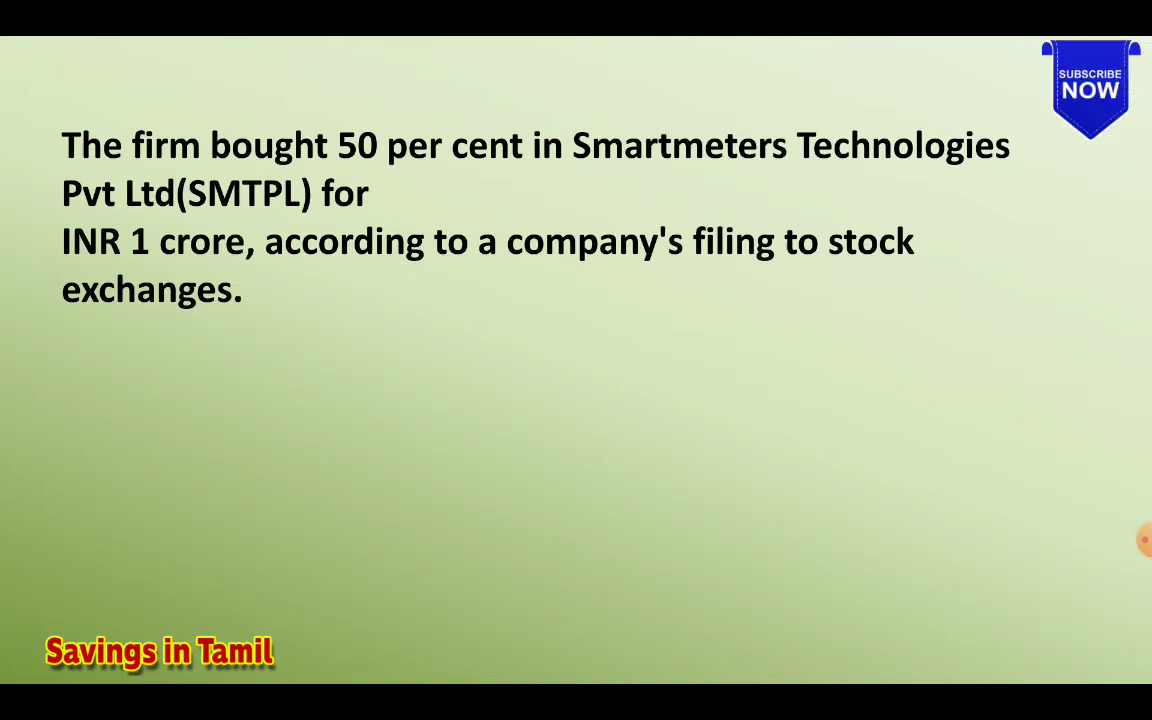 SUBSCRIBE
NOW
The firm bought 50 per cent in Smartmeters Technologies
Pvt Ltd(SMTPL) for
INR 1 crore, according to a company's filing to stock
exchanges.
Savings in Tamil